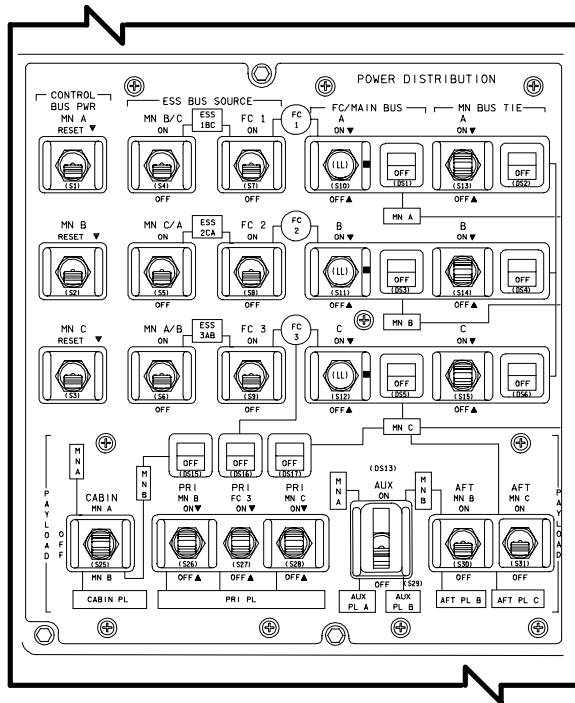 POWER DISTRIBUTION
CONTROL
BUS PWR
ESS BUS SOURCE
FC/MAIN BUS
MN BUS TIE
MN A
RESET ▼
MN B/C
ON
ESS
1BC
FC 1
ON
FC
1
A
ON▼
A
ON▼
(S1)
(S4)
(S7)
(LL)
(S10)
OFF
(DS1)
(S13)
OFF
(DS2)
OFF
OFF
OFF▲
OFF▲
MN A
MN B
RESET ▼
MN C/A
ON
ESS
2CA
FC 2
ON
FC
2
B
ON▼
B
ON▼
(S2)
(S5)
(S8)
(LL)
(S11)
OFF
(DS3)
(S14)
OFF
(DS4)
OFF
OFF
OFF▲
OFF▲
MN B
MN C
RESET ▼
MN A/B
ON
ESS
3AB
FC 3
ON
FC
3
C
ON▼
C
ON▼
(S3)
(S6)
(S9)
(LL)
(S12)
OFF
(DS5)
(S15)
OFF
(DS6)
OFF
OFF
OFF▲
OFF▲
MN C
PAYLOAD
MNA
MNB
OFF
(DS15)
OFF
(DS16)
OFF
(DS17)
(DS13)
MNA
MNB
PAYLOAD
CABIN
MN A
OFF
PRI
MN B
ON▼
PRI
FC 3
ON▼
PRI
MN C
ON▼
AUX
ON
AFT
MN B
ON
AFT
MN C
ON
(S25)
(S26)
(S27)
(S28)
(S29)
(S30)
(S31)
MN B
OFF▲
OFF▲
OFF▲
OFF
OFF
OFF
CABIN PL
PRI PL
AUX
PL A
AUX
PL B
AFT PL B
AFT PL C